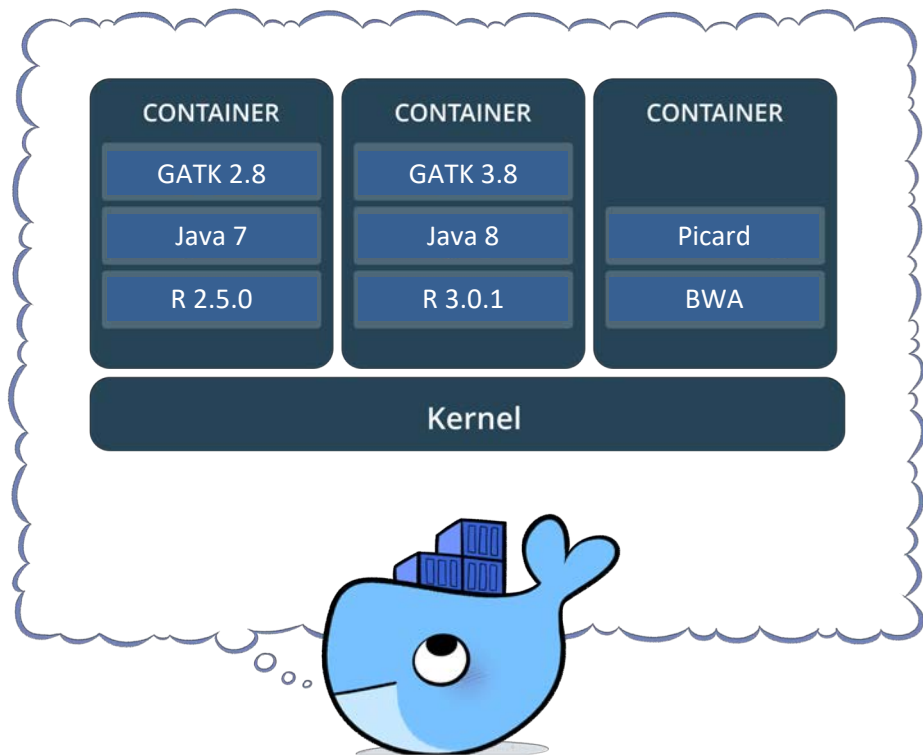 CONTAINER
GATK 2.8
Java 7
R 2.5.0
CONTAINER
GATK 3.8
Java 8
R 3.0.1
CONTAINER
Picard
BWA
Kernel